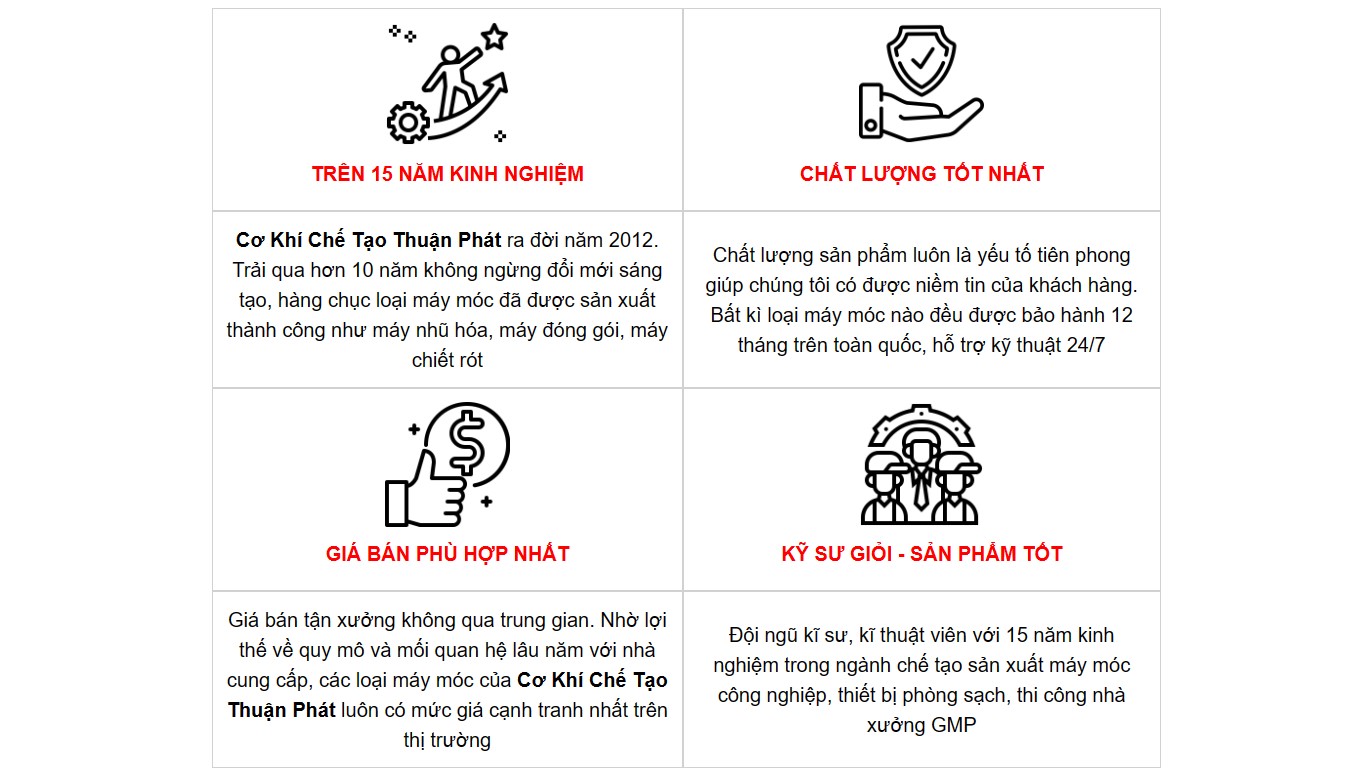 TRÊN 15 NĂM KINH NGHIỆM
CHẤT LƯỢNG TỐT NHẤT
Cơ Khí Chế Tạo Thuận Phát ra đời năm 2012.
Trải qua hơn 10 năm không ngừng đổi mới sáng
tạo, hàng chục loại máy móc đã được sản xuất
thành công như máy nhũ hóa, máy đóng gói, máy
chiết rót
Chất lượng sản phẩm luôn là yếu tố tiên phong
giúp chúng tôi có được niềm tin của khách hàng.
Bất kì loại máy móc nào đều được bảo hành 12
tháng trên toàn quốc, hỗ trợ kỹ thuật 24/7
GIÁ BÁN PHÙ HỢP NHẤT
KỸ SƯ GIỎI - SẢN PHẨM TỐT
Giá bán tận xưởng không qua trung gian. Nhờ lợi
thế về quy mô và mối quan hệ lâu năm với nhà
cung cấp, các loại máy móc của Cơ Khí Chế Tạo
Thuận Phát luôn có mức giá cạnh tranh nhất trên
thị trường
Đội ngũ kĩ sư, kĩ thuật viên với 15 năm kinh
nghiệm trong ngành chế tạo sản xuất máy móc
công nghiệp, thiết bị phòng sạch, thi công nhà
xưởng GMP